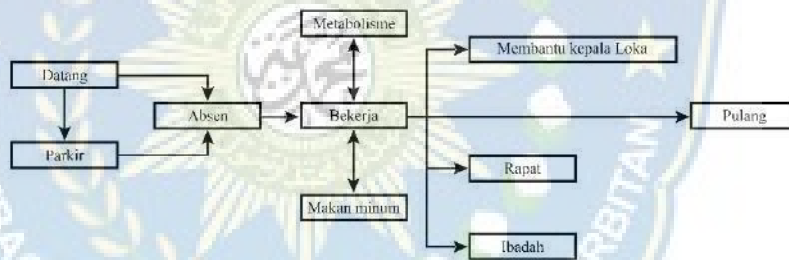 Metabolisme
Membantu kepala Loka
Datang
Absen
Bekerja
Pulang
Parkir
Rapat
Makan minum
Ibadah